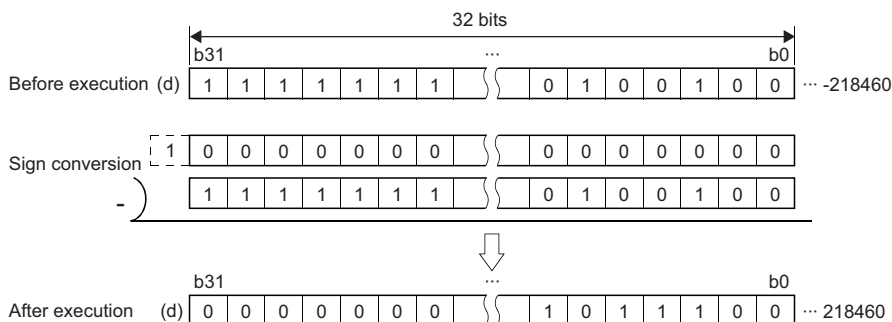 32 bits
b31 ... b0
Before execution (d) 1 1 1 1 1 1 1 0 1 0 0 1 0 0 ... -218460
Sign conversion 1 0 0 0 0 0 0 0 0 0 0 0 0 0 0
- 1 1 1 1 1 1 1 0 1 0 0 1 0 0
b31 ... b0
After execution (d) 0 0 0 0 0 0 0 1 0 1 1 1 0 0 ... 218460